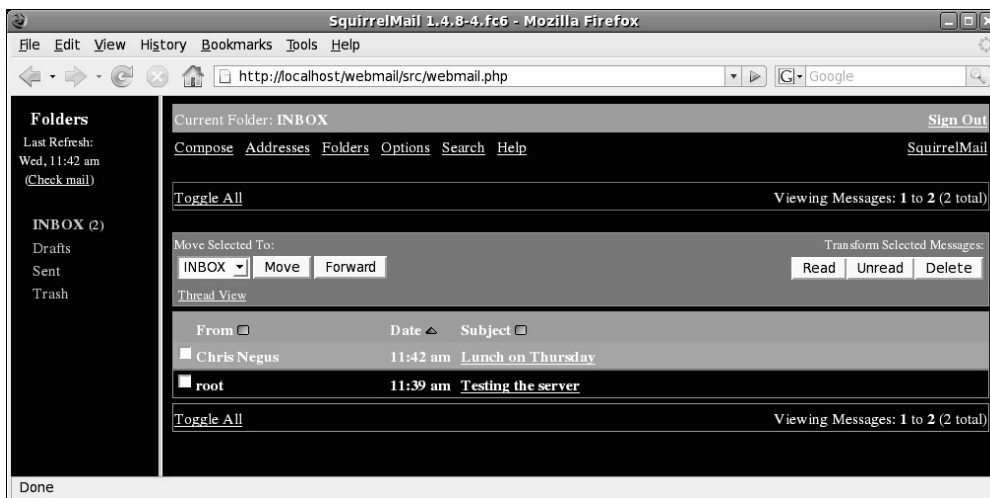 SquirrelMail 1.4.8-4.fc6 - Mozilla Firefox
File Edit View History Bookmarks Tools Help
http://localhost/webmail/src/webmail.php
G Google
Folders
Last Refresh:
Wed, 11:42 am
(Check mail)
INBOX (2)
Drafts
Sent
Trash
Current Folder: INBOX Sign Out
Compose Addresses Folders Options Search Help SquirrelMail
Toggle All Viewing Messages: 1 to 2 (2 total)
Move Selected To: Transform Selected Messages:
INBOX Move Forward Read Unread Delete
Thread View
From Date Subject
Chris Negus 11:42 am Lunch on Thursday
root 11:39 am Testing the server
Toggle All Viewing Messages: 1 to 2 (2 total)
Done